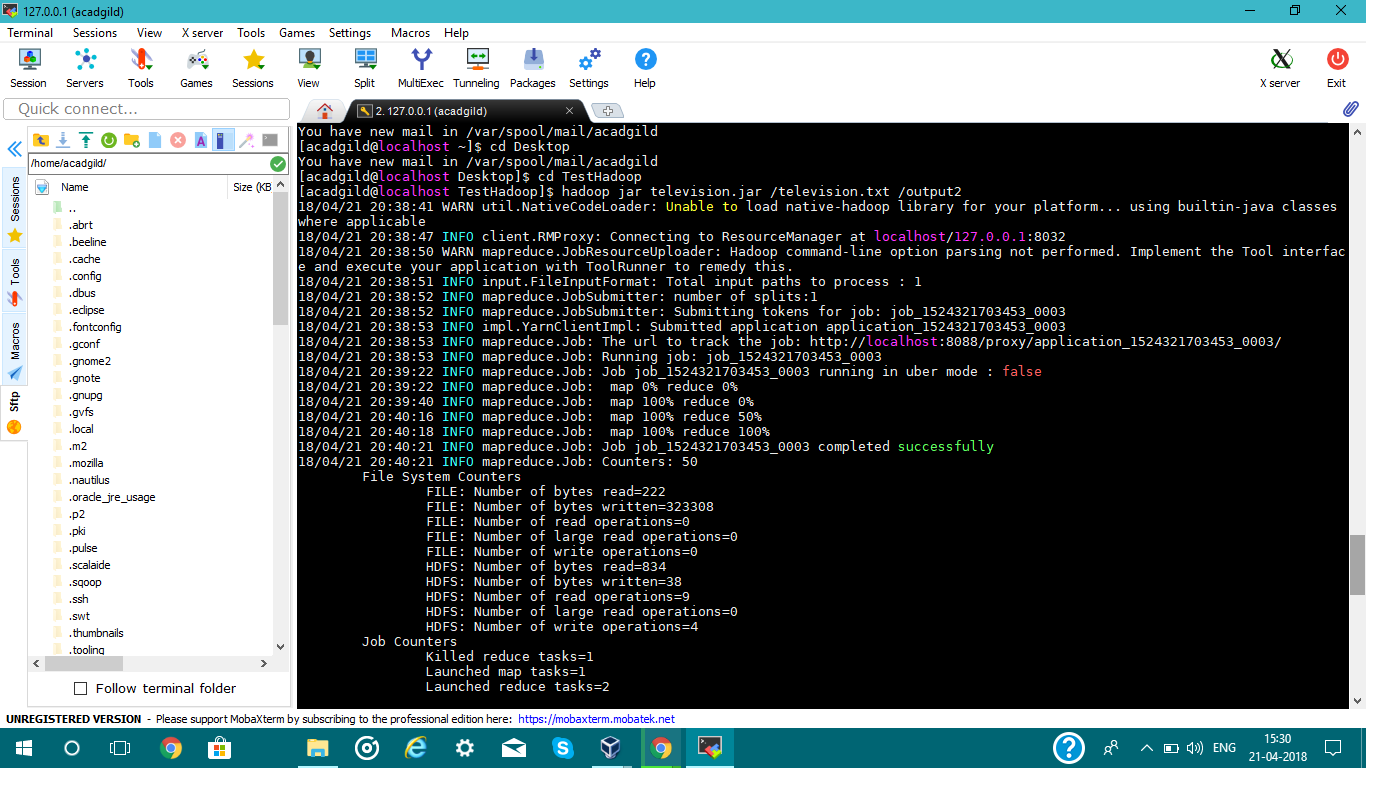 127.0.0.1 (acadgild)
Terminal Sessions View X server Tools Games Settings Macros Help
Session Servers Tools Games Sessions View Split MultiExec Tunneling Packages Settings Help X server Exit
Quick connect...
2. 127.0.0.1 (acadgild)
/home/acadgild/
Name Size (KB
..
.abrt
.beeline
.cache
.config
.dbus
.eclipse
.fontconfig
.gconf
.gnome2
.gnote
.gnupg
.gvfs
.local
.m2
.mozilla
.nautilus
.oracle_jre_usage
.p2
.pki
.pulse
.scalaide
.sqoop
.ssh
.swt
.thumbnails
.tooling
Follow terminal folder
Sessions
Tools
Macros
Sftp
You have new mail in /var/spool/mail/acadgild
[acadgild@localhost ~]$ cd Desktop
You have new mail in /var/spool/mail/acadgild
[acadgild@localhost Desktop]$ cd TestHadoop
[acadgild@localhost TestHadoop]$ hadoop jar television.jar /television.txt /output2
18/04/21 20:38:41 WARN util.NativeCodeLoader: Unable to load native-hadoop library for your platform... using builtin-java classes
where applicable
18/04/21 20:38:47 INFO client.RMProxy: Connecting to ResourceManager at localhost/127.0.0.1:8032
18/04/21 20:38:50 WARN mapreduce.JobResourceUploader: Hadoop command-line option parsing not performed. Implement the Tool interfac
e and execute your application with ToolRunner to remedy this.
18/04/21 20:38:51 INFO input.FileInputFormat: Total input paths to process : 1
18/04/21 20:38:52 INFO mapreduce.JobSubmitter: number of splits:1
18/04/21 20:38:52 INFO mapreduce.JobSubmitter: Submitting tokens for job: job_1524321703453_0003
18/04/21 20:38:53 INFO impl.YarnClientImpl: Submitted application application_1524321703453_0003
18/04/21 20:38:53 INFO mapreduce.Job: The url to track the job: http://localhost:8088/proxy/application_1524321703453_0003/
18/04/21 20:38:53 INFO mapreduce.Job: Running job: job_1524321703453_0003
18/04/21 20:39:22 INFO mapreduce.Job: Job job_1524321703453_0003 running in uber mode : false
18/04/21 20:39:22 INFO mapreduce.Job:  map 0% reduce 0%
18/04/21 20:39:40 INFO mapreduce.Job:  map 100% reduce 0%
18/04/21 20:40:16 INFO mapreduce.Job:  map 100% reduce 50%
18/04/21 20:40:18 INFO mapreduce.Job:  map 100% reduce 100%
18/04/21 20:40:21 INFO mapreduce.Job: Job job_1524321703453_0003 completed successfully
18/04/21 20:40:21 INFO mapreduce.Job: Counters: 50
File System Counters
FILE: Number of bytes read=222
FILE: Number of bytes written=323308
FILE: Number of read operations=0
FILE: Number of large read operations=0
FILE: Number of write operations=0
HDFS: Number of bytes read=834
HDFS: Number of bytes written=38
HDFS: Number of read operations=9
HDFS: Number of large read operations=0
HDFS: Number of write operations=4
Job Counters
Killed reduce tasks=1
Launched map tasks=1
Launched reduce tasks=2
UNREGISTERED VERSION - Please support MobaXterm by subscribing to the professional edition here: https://mobaxterm.mobatek.net
ENG
15:30
21-04-2018